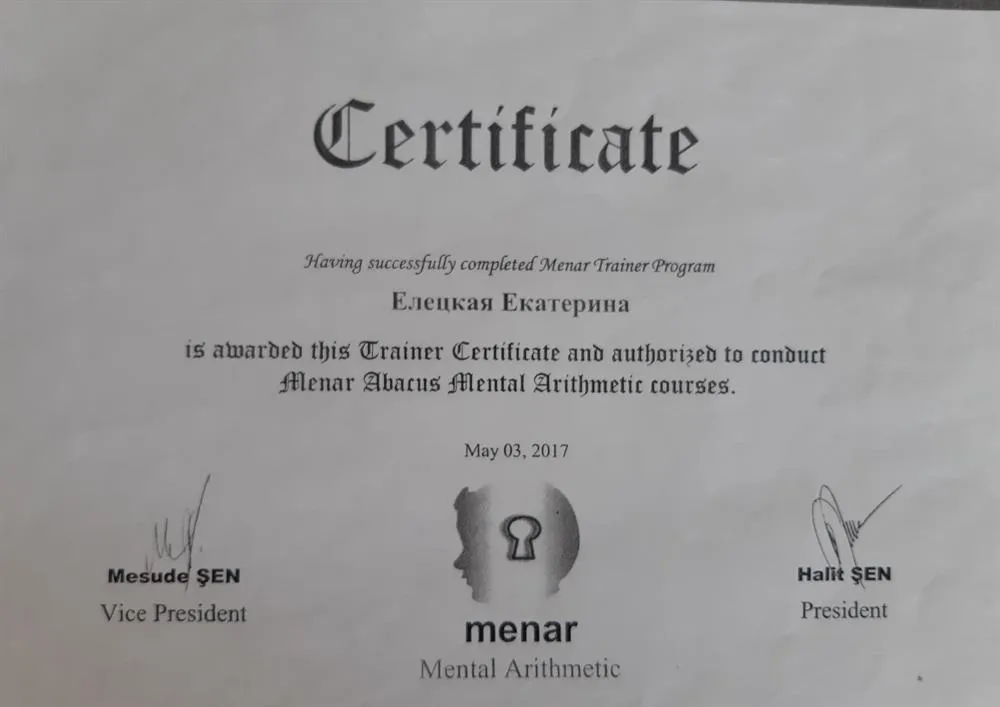 Certificate
Having successfully completed Menar Trainer Program
Елецкая Екатерина
is awarded this Trainer Certificate and authorized to conduct
Menar Abacus Mental Arithmetic courses.
May 03, 2017
Mesude ŞEN
Vice President
Halit ŞEN
President
menar
Mental Arithmetic